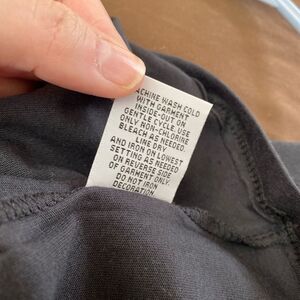 ACHINE WASH COLD
WITH GARMENT
INSIDE-OUT ON
GENTLE CYCLE. USE
ONLY NON-CHLORINE
BLEACH AS NEEDED.
LINE DRY
AND IRON ON LOWEST
SETTING AS NEEDED
ON REVERSE SIDE
OF GARMENT ONLY.
DO NOT IRON
DECORATION.